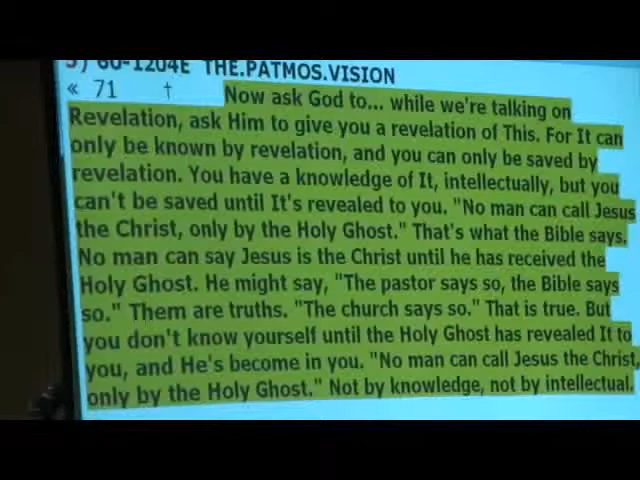 5) 60-1204E THE.PATMOS.VISION
« 71 † Now ask God to... while we're talking on
Revelation, ask Him to give you a revelation of This. For It can
only be known by revelation, and you can only be saved by
revelation. You have a knowledge of It, intellectually, but you
can't be saved until It's revealed to you. "No man can call Jesus
the Christ, only by the Holy Ghost." That's what the Bible says.
No man can say Jesus is the Christ until he has received the
Holy Ghost. He might say, "The pastor says so, the Bible says
so." Them are truths. "The church says so." That is true. But
you don't know yourself until the Holy Ghost has revealed It to
you, and He's become in you. "No man can call Jesus the Christ,
only by the Holy Ghost." Not by knowledge, not by intellectual.